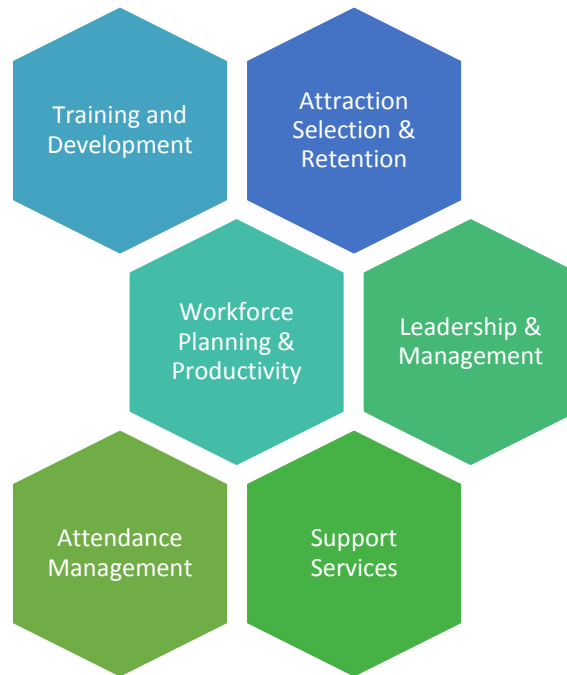 Training and
Development
Attraction
Selection &
Retention
Workforce
Planning &
Productivity
Leadership &
Management
Attendance
Management
Support
Services